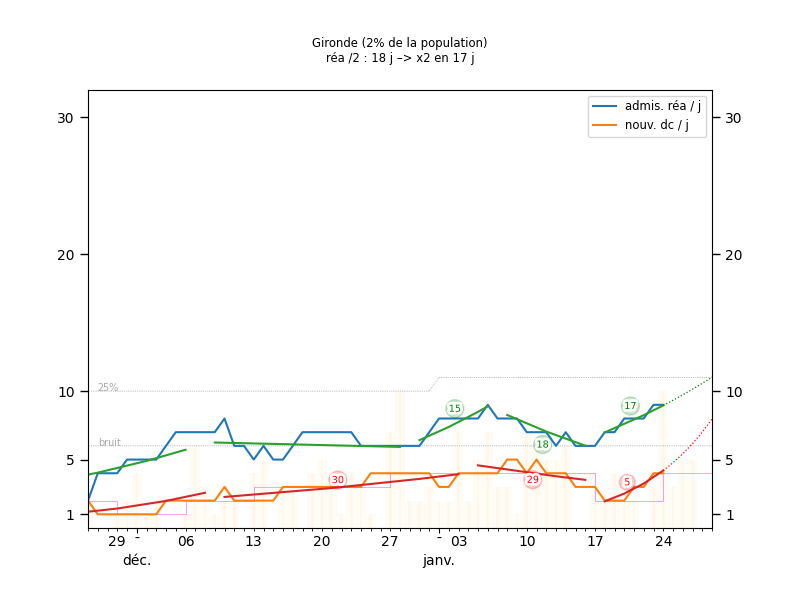 Gironde (2% de la population)
réa /2 : 18 j –> x2 en 17 j
admis. réa / j
nouv. dc / j
30
30
20
20
25%
10
10
15
17
bruit
18
5
5
30
29
5
1
1
29 - 06 13 20 27 - 03 10 17 24
déc. janv.